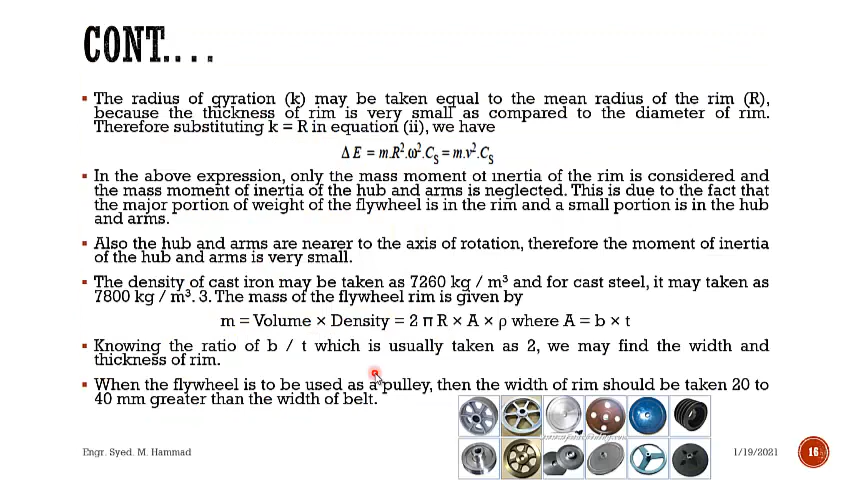 CONT....
▪ The radius of gyration (k) may be taken equal to the mean radius of the rim (R),
because the thickness of rim is very small as compared to the diameter of rim.
Therefore substituting k = R in equation (ii), we have
Δ E = m.R².ω².C_S = m.v².C_S
▪ In the above expression, only the mass moment of inertia of the rim is considered and
the mass moment of inertia of the hub and arms is neglected. This is due to the fact that
the major portion of weight of the flywheel is in the rim and a small portion is in the hub
and arms.
▪ Also the hub and arms are nearer to the axis of rotation, therefore the moment of inertia
of the hub and arms is very small.
▪ The density of cast iron may be taken as 7260 kg / m³ and for cast steel, it may taken as
7800 kg / m³. 3. The mass of the flywheel rim is given by
m = Volume × Density = 2 π R × A × ρ where A = b × t
▪ Knowing the ratio of b / t which is usually taken as 2, we may find the width and
thickness of rim.
▪ When the flywheel is to be used as a pulley, then the width of rim should be taken 20 to
40 mm greater than the width of belt.
Engr. Syed. M. Hammad
1/19/2021
16